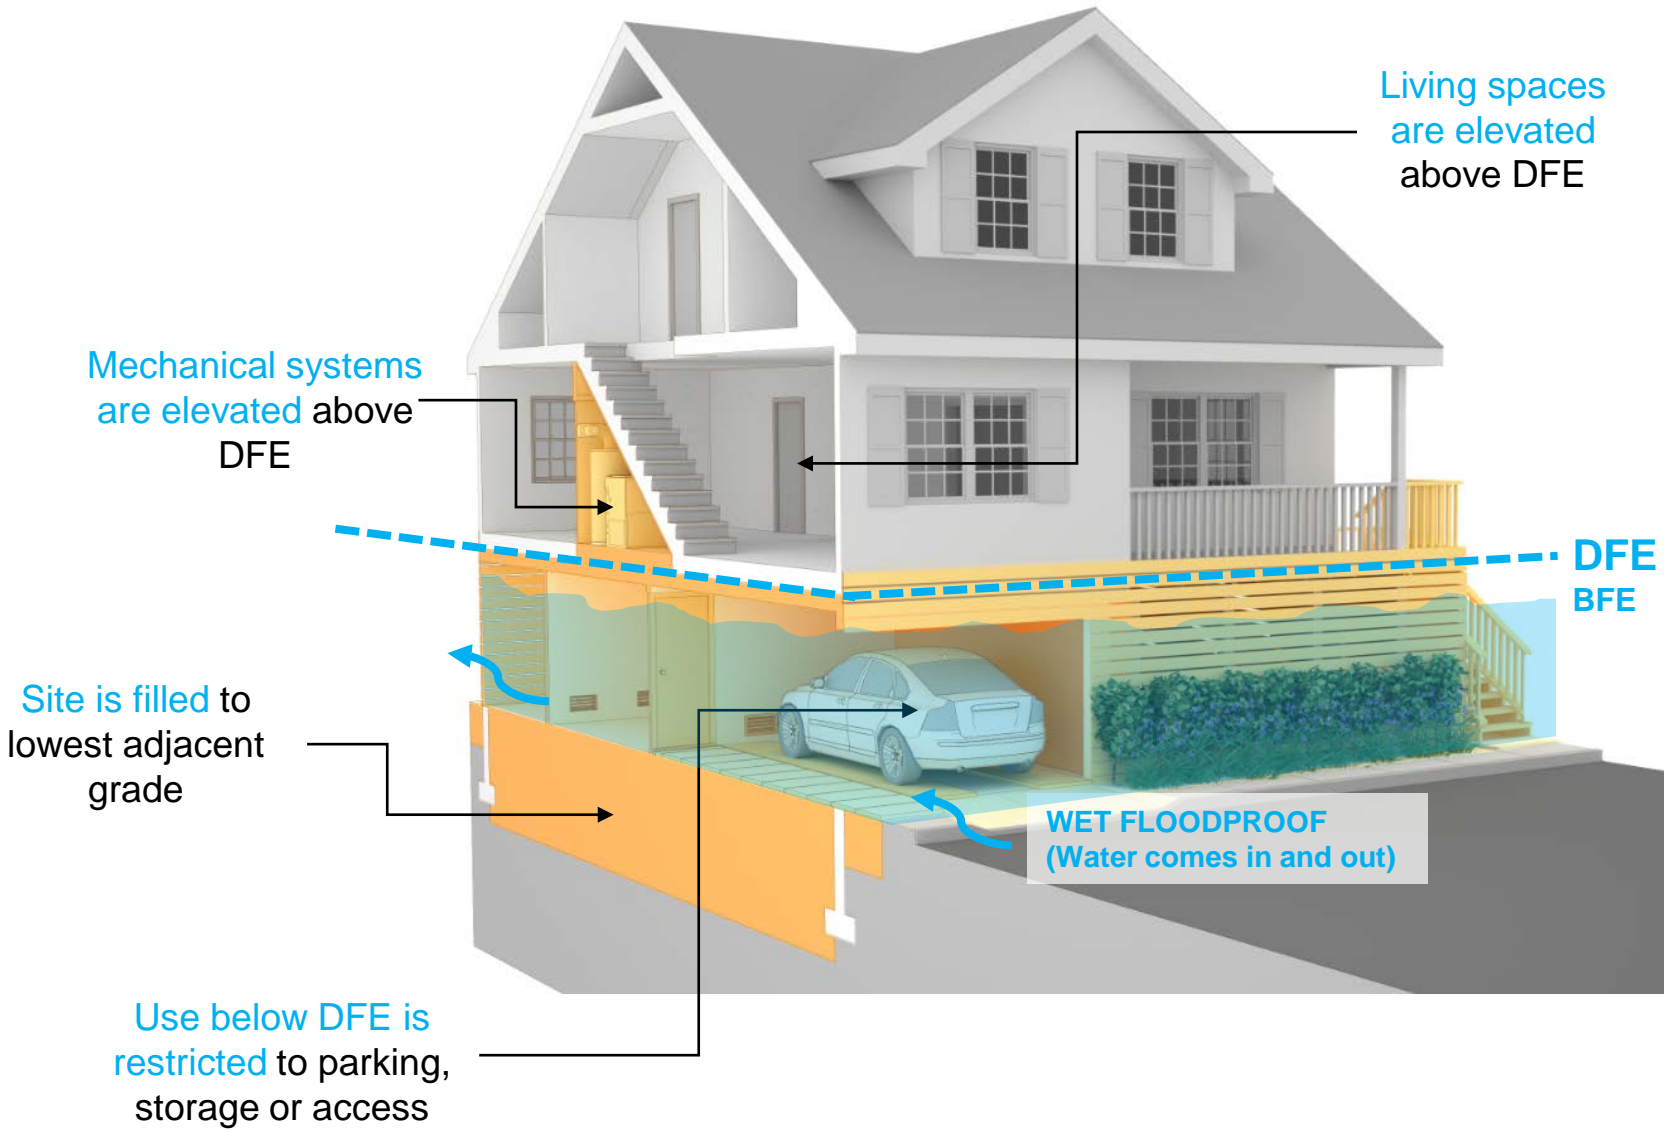 Living spaces
are elevated
above DFE
Mechanical systems
are elevated above
DFE
DFE
BFE
Site is filled to
lowest adjacent
grade
WET FLOODPROOF
(Water comes in and out)
Use below DFE is
restricted to parking,
storage or access